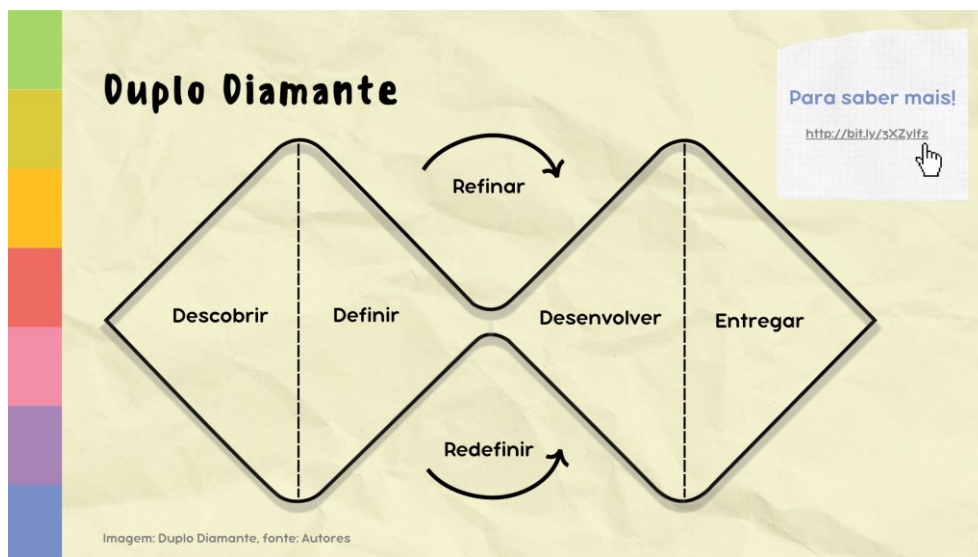 Duplo Diamante
Para saber mais!
http://bit.ly/3XZylfz
Refinar
Descobrir
Definir
Desenvolver
Entregar
Redefinir
Imagem: Duplo Diamante, fonte: Autores